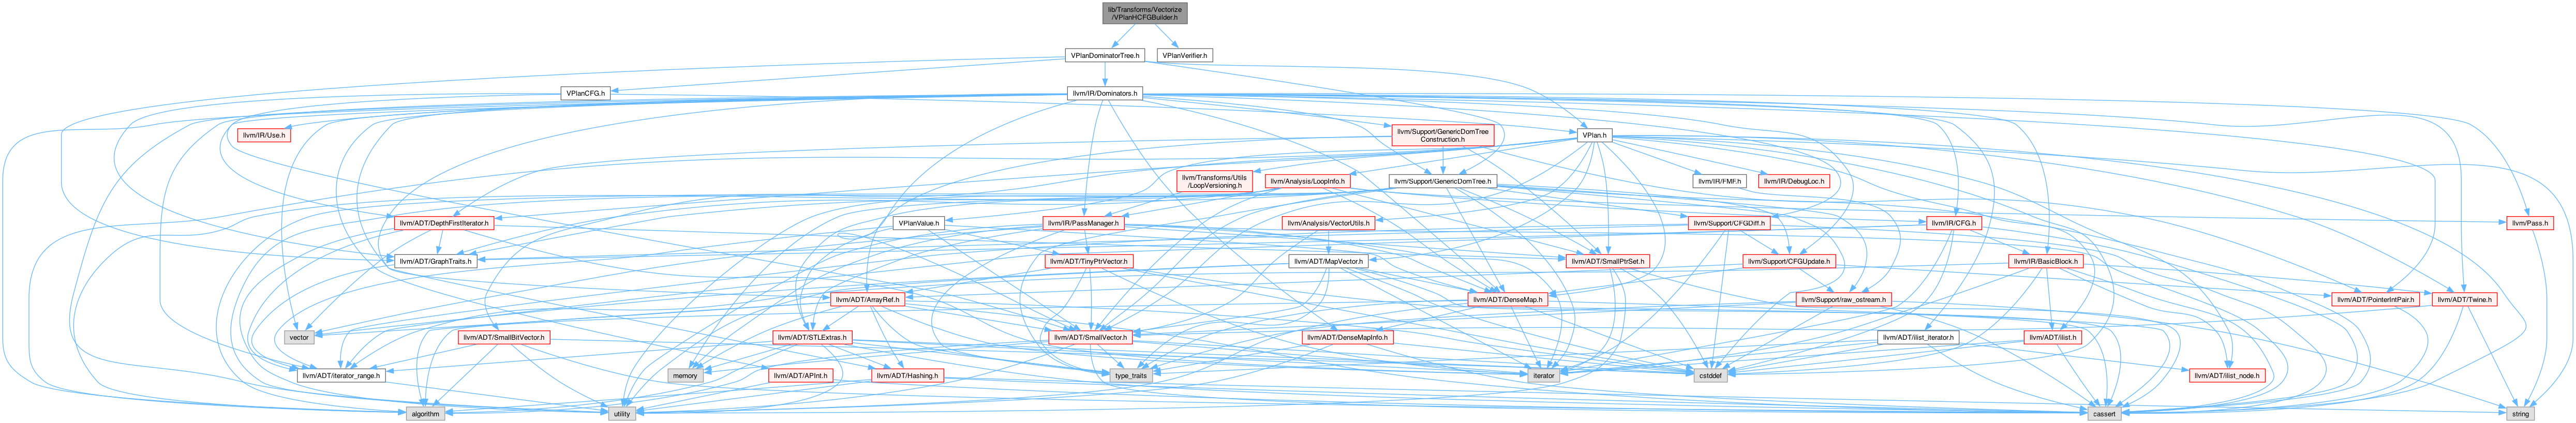 lib/Transforms/Vectorize
/VPlanHCFGBuilder.h
VPlanDominatorTree.h
VPlanVerifier.h
VPlanCFG.h
llvm/IR/Dominators.h
llvm/IR/Use.h
llvm/Support/GenericDomTree
Construction.h
VPlan.h
llvm/Transforms/Utils
/LoopVersioning.h
llvm/Analysis/LoopInfo.h
llvm/Support/GenericDomTree.h
llvm/IR/FMF.h
llvm/IR/DebugLoc.h
llvm/ADT/DepthFirstIterator.h
VPlanValue.h
llvm/IR/PassManager.h
llvm/Analysis/VectorUtils.h
llvm/Support/CFGDiff.h
llvm/IR/CFG.h
llvm/Pass.h
llvm/ADT/GraphTraits.h
llvm/ADT/TinyPtrVector.h
llvm/ADT/MapVector.h
llvm/ADT/SmallPtrSet.h
llvm/Support/CFGUpdate.h
llvm/IR/BasicBlock.h
llvm/ADT/ArrayRef.h
llvm/ADT/DenseMap.h
llvm/Support/raw_ostream.h
llvm/ADT/PointerIntPair.h
llvm/ADT/Twine.h
vector
llvm/ADT/SmallBitVector.h
llvm/ADT/STLExtras.h
llvm/ADT/SmallVector.h
llvm/ADT/DenseMapInfo.h
llvm/ADT/ilist_iterator.h
llvm/ADT/ilist.h
llvm/ADT/iterator_range.h
memory
llvm/ADT/APInt.h
llvm/ADT/Hashing.h
type_traits
iterator
cstddef
llvm/ADT/ilist_node.h
algorithm
utility
cassert
string